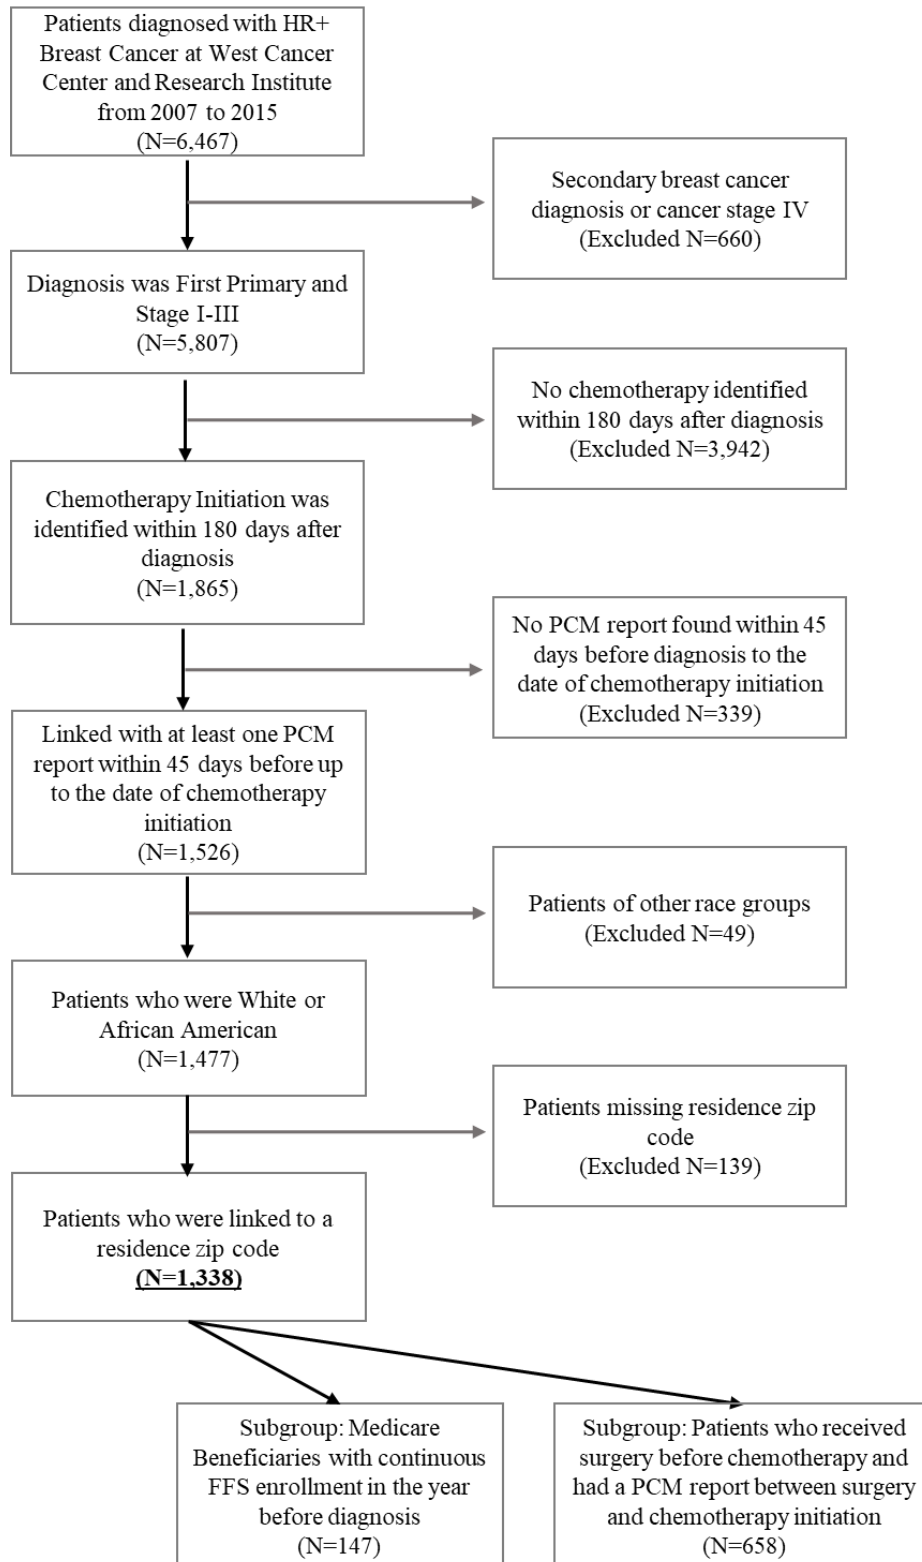 Patients diagnosed with HR+
Breast Cancer at West Cancer
Center and Research Institute
from 2007 to 2015
(N=6,467)
Secondary breast cancer
diagnosis or cancer stage IV
(Excluded N=660)
Diagnosis was First Primary and
Stage I-III
(N=5,807)
No chemotherapy identified
within 180 days after diagnosis
(Excluded N=3,942)
Chemotherapy Initiation was
identified within 180 days after
diagnosis
(N=1,865)
No PCM report found within 45
days before diagnosis to the
date of chemotherapy initiation
(Excluded N=339)
Linked with at least one PCM
report within 45 days before up
to the date of chemotherapy
initiation
(N=1,526)
Patients of other race groups
(Excluded N=49)
Patients who were White or
African American
(N=1,477)
Patients missing residence zip
code
(Excluded N=139)
Patients who were linked to a
residence zip code
(N=1,338)
Subgroup: Medicare
Beneficiaries with continuous
FFS enrollment in the year
before diagnosis
(N=147)
Subgroup: Patients who received
surgery before chemotherapy and
had a PCM report between surgery
and chemotherapy initiation
(N=658)